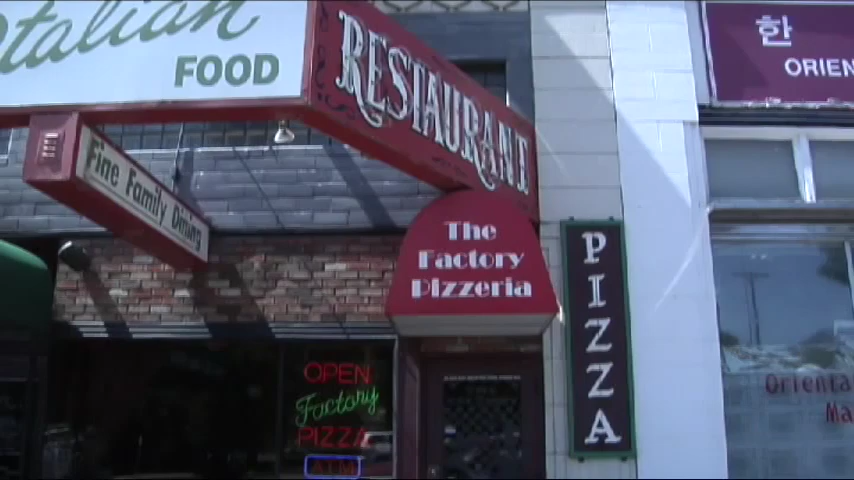 Italian
FOOD
RESTAURANT
Fine Family Dining
The
Factory
Pizzeria
PIZZA
OPEN
Factory
PIZZA
ATM
한
ORIEN
Orienta
Ma